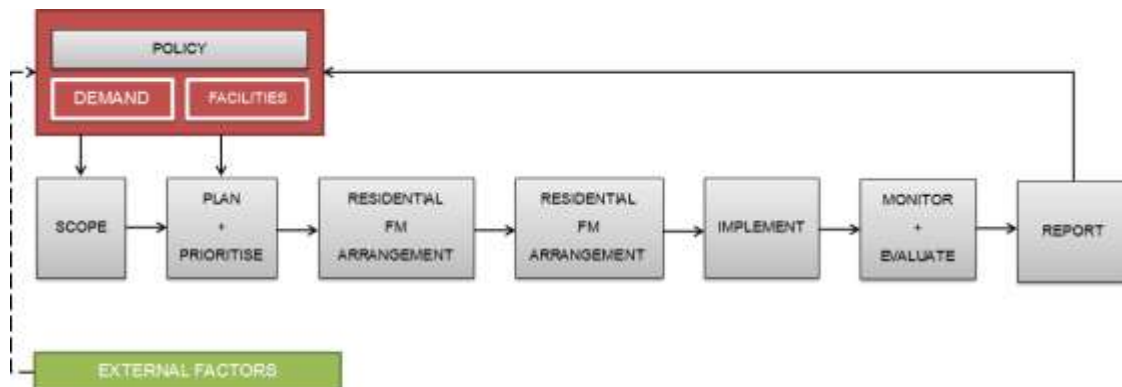 POLICY
DEMAND
FACILITIES
SCOPE
PLAN
+
PRIORITISE
RESIDENTIAL
FM
ARRANGEMENT
RESIDENTIAL
FM
ARRANGEMENT
IMPLEMENT
MONITOR
+
EVALUATE
REPORT
EXTERNAL FACTORS